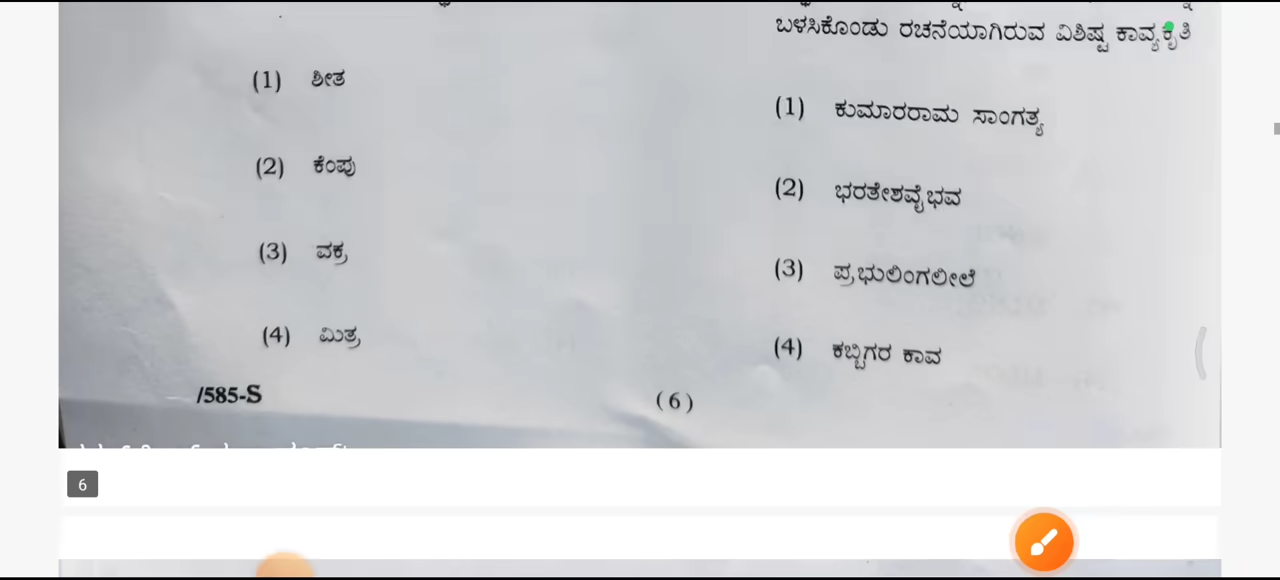 (1) ಶೀತ
(2) ಕೆಂಪು
(3) ವಕ್ರ
(4) ಮಿತ್ರ
/585-S
ಬಳಸಿಕೊಂಡು ರಚನೆಯಾಗಿರುವ ವಿಶಿಷ್ಟ ಕಾವ್ಯಕೃತಿ
(1) ಕುಮಾರರಾಮ ಸಾಂಗತ್ಯ
(2) ಭರತೇಶವೈಭವ
(3) ಪ್ರಭುಲಿಂಗಲೀಲೆ
(4) ಕಬ್ಬಿಗರ ಕಾವ
(6)
6